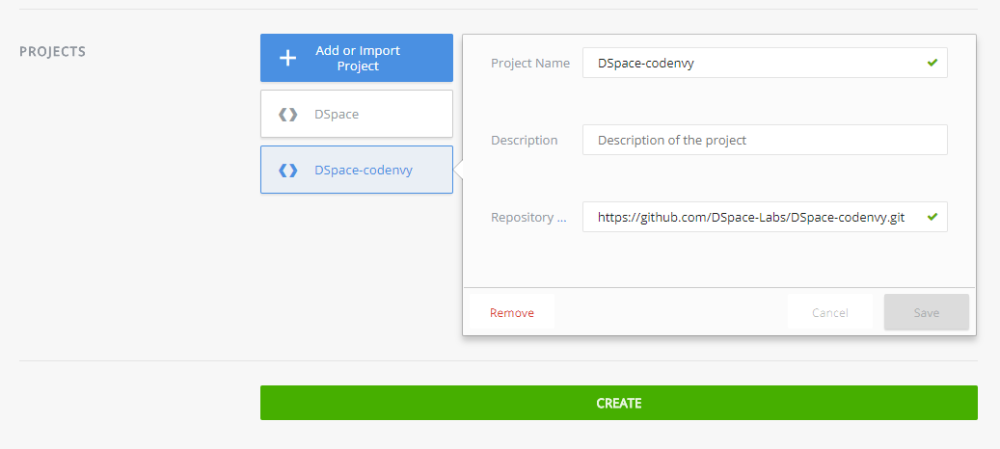 PROJECTS
Add or Import
Project
DSpace
DSpace-codenvy
Project Name
DSpace-codenvy
Description
Description of the project
Repository ...
https://github.com/DSpace-Labs/DSpace-codenvy.git
Remove
Cancel
Save
CREATE